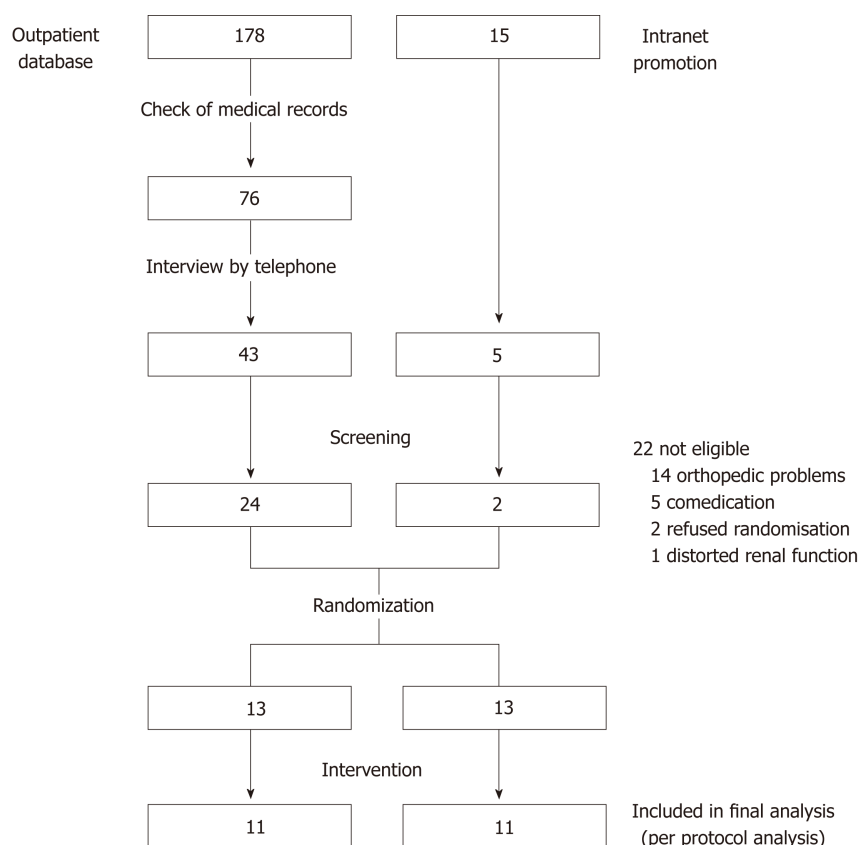 Outpatient
database
178
15
Intranet
promotion
Check of medical records
76
Interview by telephone
43
5
Screening
22 not eligible
14 orthopedic problems
5 comedication
2 refused randomisation
1 distorted renal function
24
2
Randomization
13
13
Intervention
11
11
Included in final analysis
(per protocol analysis)